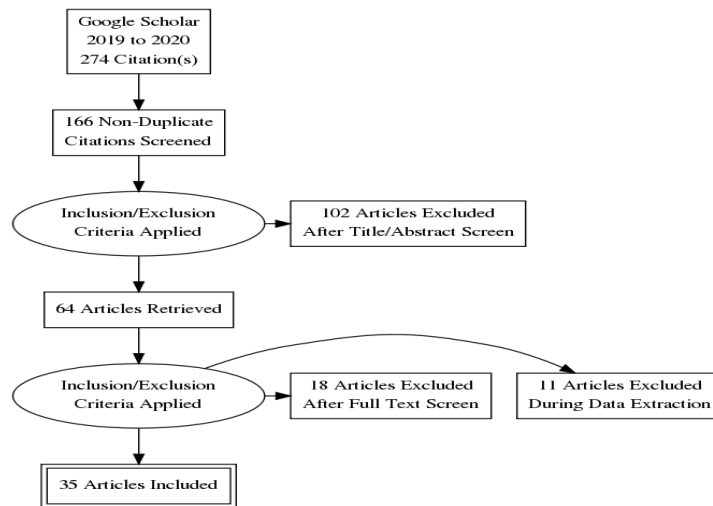 Google Scholar
2019 to 2020
274 Citation(s)
166 Non-Duplicate
Citations Screened
Inclusion/Exclusion
Criteria Applied
102 Articles Excluded
After Title/Abstract Screen
64 Articles Retrieved
Inclusion/Exclusion
Criteria Applied
18 Articles Excluded
After Full Text Screen
11 Articles Excluded
During Data Extraction
35 Articles Included